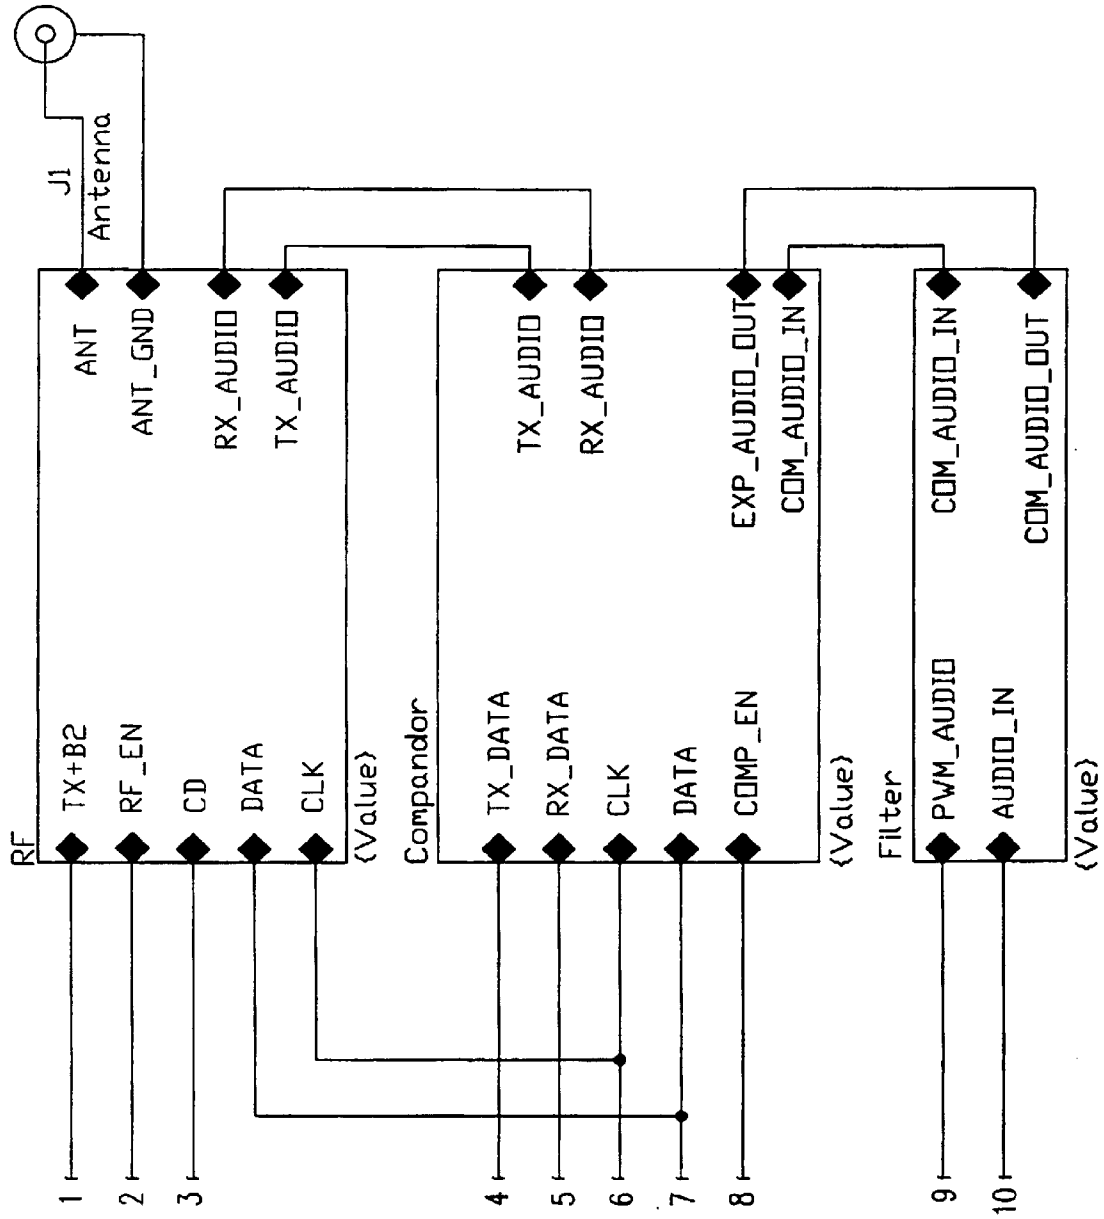 J1
Antenna
RF
TX+B2
RF_EN
CD
DATA
CLK
ANT
ANT_GND
RX_AUDIO
TX_AUDIO
{Value}
Compandor
TX_DATA
RX_DATA
CLK
DATA
COMP_EN
TX_AUDIO
RX_AUDIO
EXP_AUDIO_OUT
COM_AUDIO_IN
{Value}
Filter
PWM_AUDIO
AUDIO_IN
COM_AUDIO_IN
COM_AUDIO_OUT
{Value}
1
2
3
4
5
6
7
8
9
10